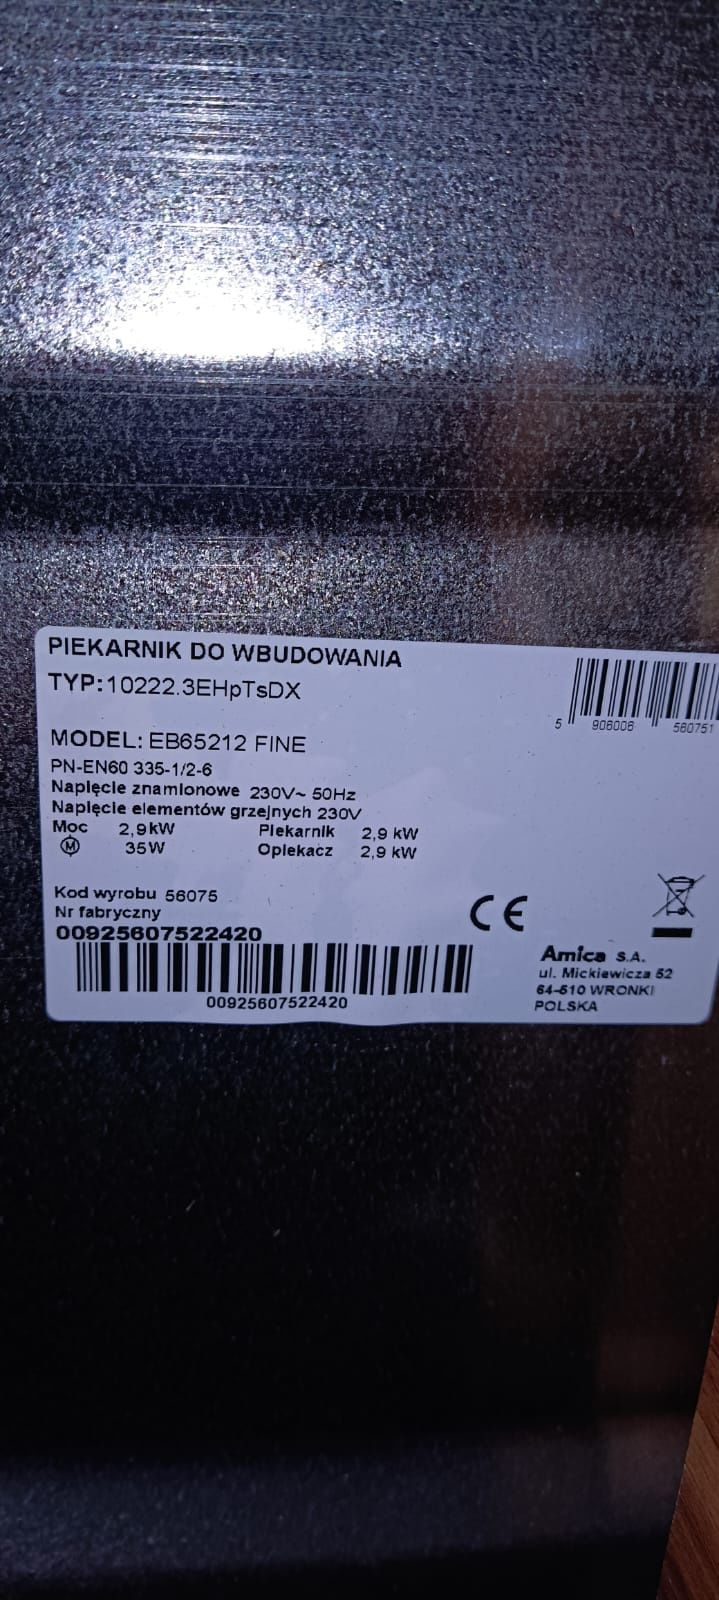 PIEKARNIK DO WBUDOWANIA
TYP: 10222.3EHpTsDX
5 906006 560751
MODEL: EB65212 FINE
PN-EN60 335-1/2-6
Napięcie znamionowe 230V~ 50Hz
Napięcie elementów grzejnych 230V
Moc 2,9kW Piekarnik 2,9 kW
M 35W Opiekacz 2,9 kW
Kod wyrobu 56075
Nr fabryczny
00925607522420
00925607522420
CE
Amica S.A.
ul. Mickiewicza 52
64-510 WRONKI
POLSKA